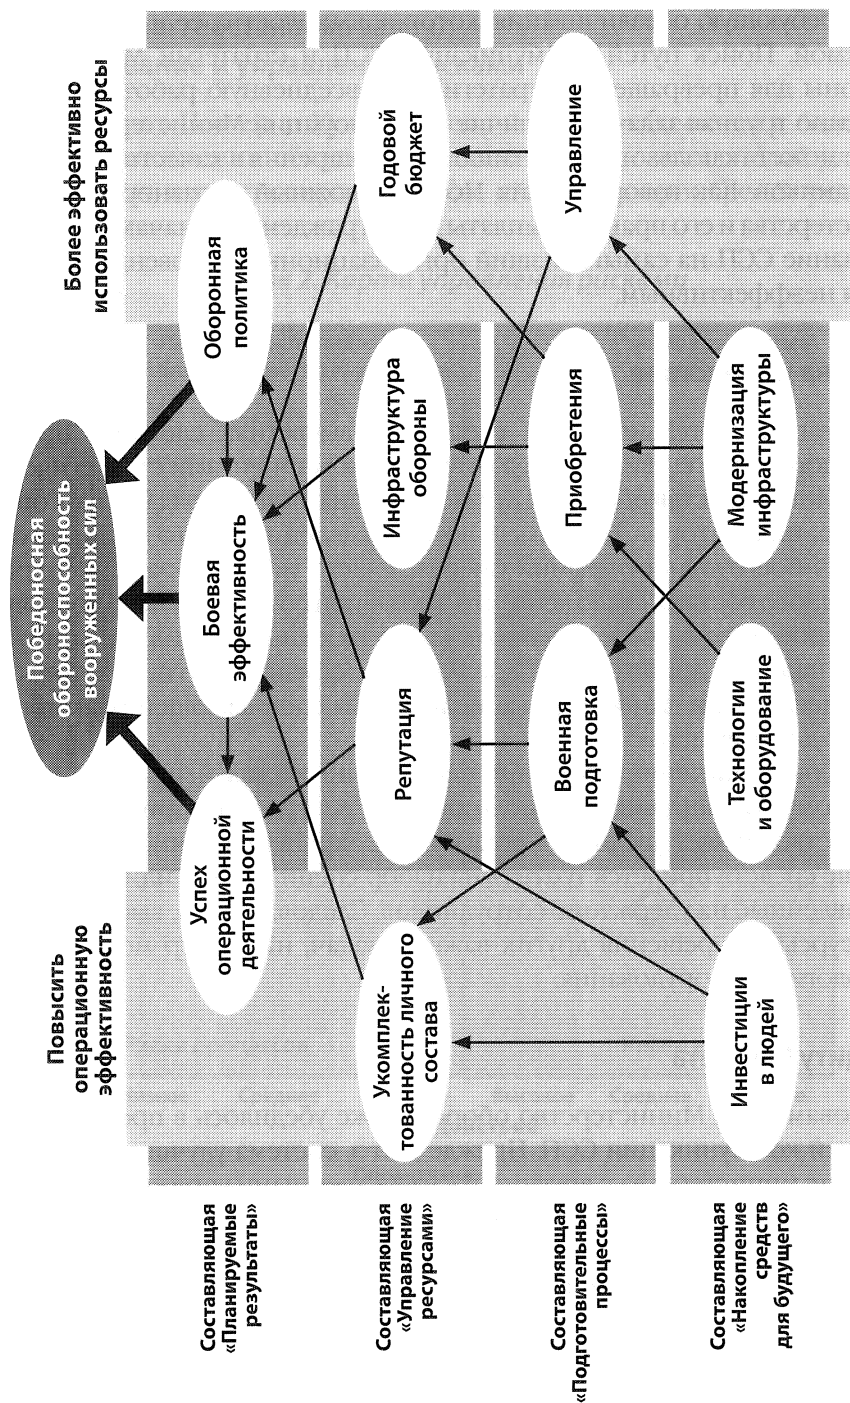 Победоносная
обороноспособность
вооруженных сил
Повысить
операционную
эффективность
Более эффективно
использовать ресурсы
Составляющая
«Планируемые
результаты»
Успех
операционной
деятельности
Боевая
эффективность
Оборонная
политика
Составляющая
«Управление
ресурсами»
Укомплек-
тованность личного
состава
Репутация
Инфраструктура
обороны
Годовой
бюджет
Составляющая
«Подготовительные
процессы»
Военная
подготовка
Приобретения
Управление
Составляющая
«Накопление
средств
для будущего»
Инвестиции
в людей
Технологии
и оборудование
Модернизация
инфраструктуры